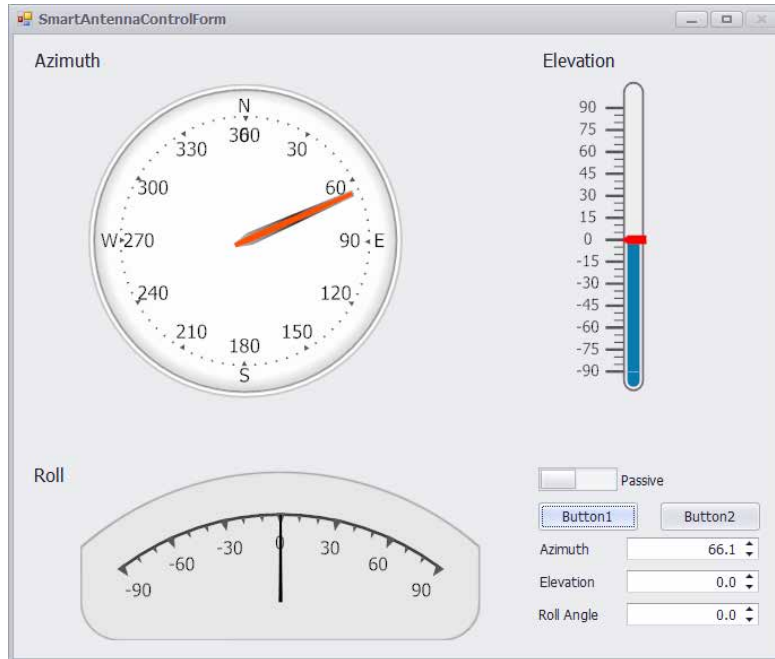 SmartAntennaControlForm
Azimuth
N
360
0
330
30
300
60
W
270
90
E
240
120
210
150
180
S
Elevation
90
75
60
45
30
15
0
-15
-30
-45
-60
-75
-90
Roll
-90
-60
-30
0
30
60
90
Passive
Button1 Button2
Azimuth 66.1
Elevation 0.0
Roll Angle 0.0